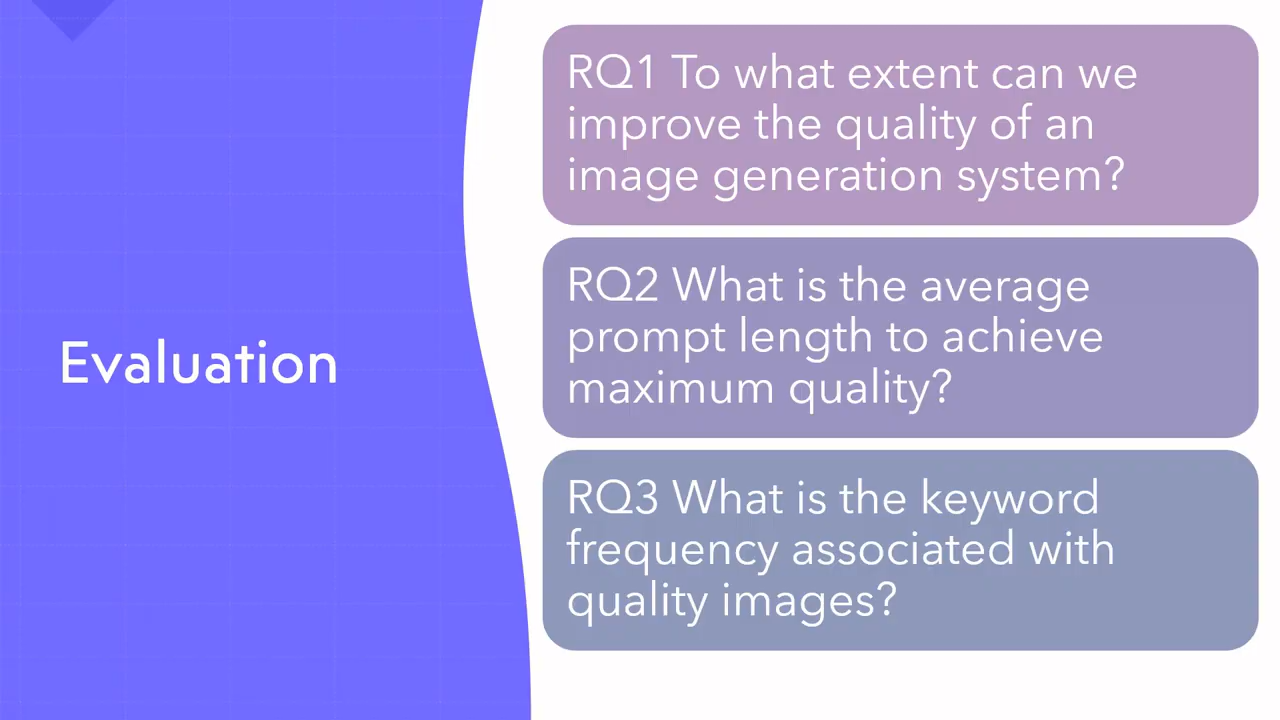 Evaluation
RQ1 To what extent can we
improve the quality of an
image generation system?
RQ2 What is the average
prompt length to achieve
maximum quality?
RQ3 What is the keyword
frequency associated with
quality images?